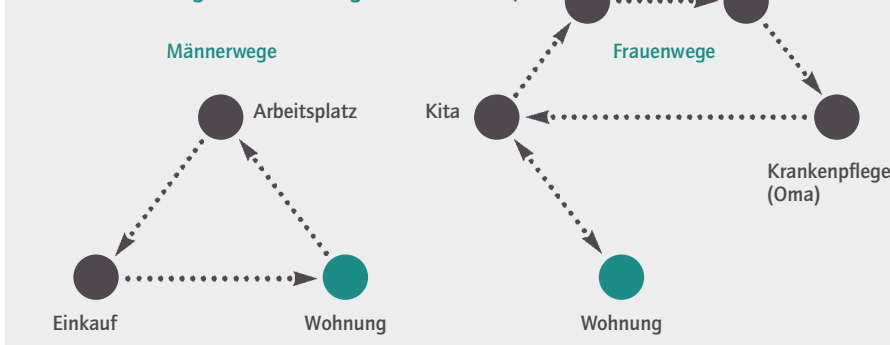 Männerwege
Frauenwege
Arbeitsplatz
Kita
Krankenpflege
(Oma)
Einkauf
Wohnung
Wohnung